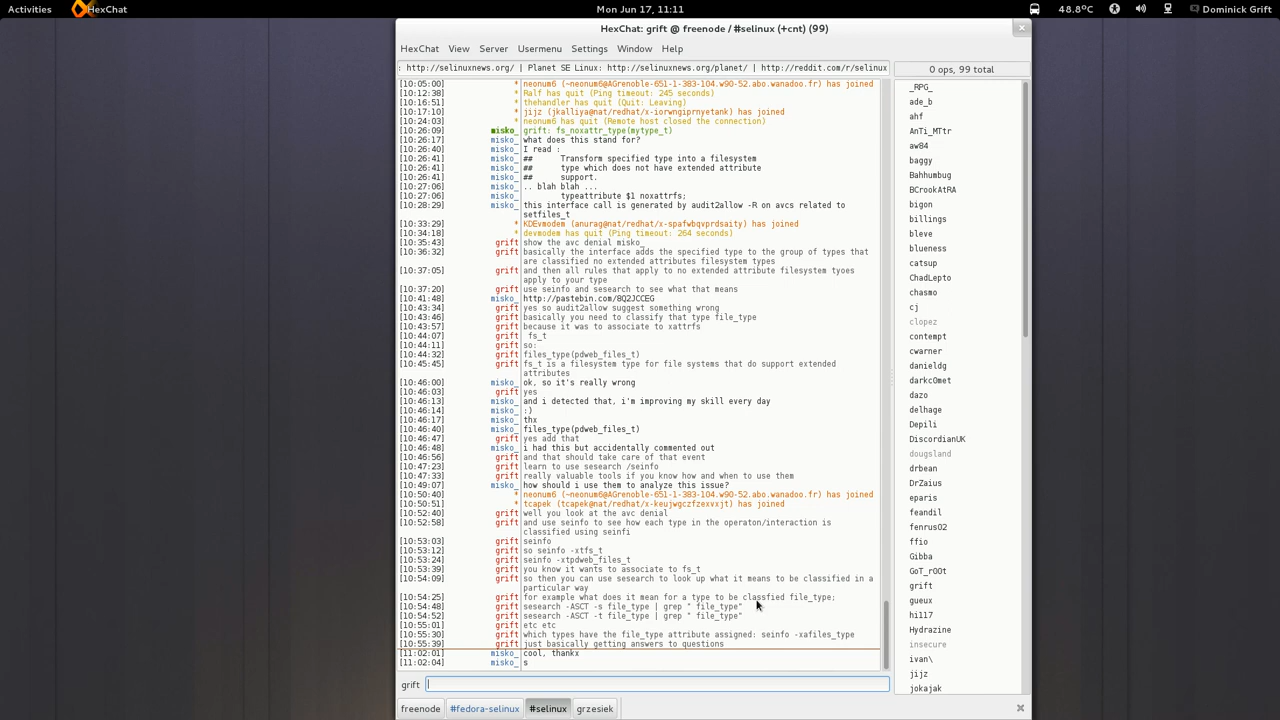 Activities HexChat Mon Jun 17, 11:11 48.8°C Dominick Grift
HexChat: grift @ freenode / #selinux (+cnt) (99)
HexChat View Server Usermenu Settings Window Help
: http://selinuxnews.org/ | Planet SE Linux: http://selinuxnews.org/planet/ | http://reddit.com/r/selinux
0 ops, 99 total
[10:05:00] * neonum6 (~neonum6@AGrenoble-651-1-383-104.w90-52.abo.wanadoo.fr) has joined
[10:12:38] * Ralf has quit (Ping timeout: 245 seconds)
[10:16:51] * thehandler has quit (Quit: Leaving)
[10:17:10] * jijz (jkalliya@nat/redhat/x-iorwngiprnyetank) has joined
[10:24:03] * neonum6 has quit (Remote host closed the connection)
[10:26:09] misko_ grift: fs_noxattr_type(mytype_t)
[10:26:17] misko_ what does this stand for?
[10:26:40] misko_ I read :
[10:26:41] misko_ ## Transform specified type into a filesystem
[10:26:41] misko_ ## type which does not have extended attribute
[10:26:41] misko_ ## support.
[10:27:06] misko_ .. blah blah ...
[10:27:06] misko_ typeattribute $1 noxattrfs;
[10:28:29] misko_ this interface call is generated by audit2allow -R on avcs related to
setfiles_t
[10:33:29] * KDEvmodem (anurag@nat/redhat/x-spafwbqvprdsaity) has joined
[10:34:18] * devmodem has quit (Ping timeout: 264 seconds)
[10:35:43] grift show the avc denial misko_
[10:36:32] grift basically the interface adds the specified type to the group of types that
are classified no extended attributes filesystem types
[10:37:05] grift and then all rules that apply to no extended attribute filesystem tyoes
apply to your type
[10:37:20] grift use seinfo and sesearch to see what that means
[10:41:48] misko_ http://pastebin.com/8Q2JCCEG
[10:43:34] grift yes so audit2allow suggest something wrong
[10:43:46] grift basically you need to classify that type file_type
[10:43:57] grift because it was to associate to xattrfs
[10:44:07] grift fs_t
[10:44:11] grift so:
[10:44:32] grift files_type(pdweb_files_t)
[10:45:45] grift fs_t is a filesystem type for file systems that do support extended
attributes
[10:46:00] misko_ ok, so it's really wrong
[10:46:03] grift yes
[10:46:13] misko_ and i detected that, i'm improving my skill every day
[10:46:14] misko_ :)
[10:46:17] misko_ thx
[10:46:40] misko_ files_type(pdweb_files_t)
[10:46:47] grift yes add that
[10:46:48] misko_ i had this but accidentally commented out
[10:46:56] grift and that should take care of that event
[10:47:23] grift learn to use sesearch /seinfo
[10:47:33] grift really valuable tools if you know how and when to use them
[10:49:07] misko_ how should i use them to analyze this issue?
[10:50:40] * neonum6 (~neonum6@AGrenoble-651-1-383-104.w90-52.abo.wanadoo.fr) has joined
[10:50:51] * tcapek (tcapek@nat/redhat/x-keujwgczfzexvxjt) has joined
[10:52:40] grift well you look at the avc denial
[10:52:58] grift and use seinfo to see how each type in the operaton/interaction is
classified using seinfi
[10:53:03] grift seinfo
[10:53:12] grift so seinfo -xtfs_t
[10:53:24] grift seinfo -xtpdweb_files_t
[10:53:39] grift you know it wants to associate to fs_t
[10:54:09] grift so then you can use sesearch to look up what it means to be classified in a
particular way
[10:54:25] grift for example what does it mean for a type to be classfied file_type;
[10:54:48] grift sesearch -ASCT -s file_type | grep " file_type"
[10:54:52] grift sesearch -ASCT -t file_type | grep " file_type"
[10:55:01] grift etc etc
[10:55:30] grift which types have the file_type attribute assigned: seinfo -xafiles_type
[10:55:39] grift just basically getting answers to questions
[11:02:01] misko_ cool, thankx
[11:02:04] misko_ s
_RPG_
ade_b
ahf
AnTi_MTtr
aw84
baggy
Bahhumbug
BCrookAtRA
bigon
billings
bleve
blueness
catsup
ChadLepto
chasmo
cj
clopez
contempt
cwarner
danieldg
darkc0met
dazo
delhage
Depili
DiscordianUK
dougsland
drbean
DrZaius
eparis
feandil
fenrus02
ffio
Gibba
GoT_r00t
grift
gueux
hi117
Hydrazine
insecure
ivan\
jijz
jokajak
grift
freenode #fedora-selinux #selinux grzesiek